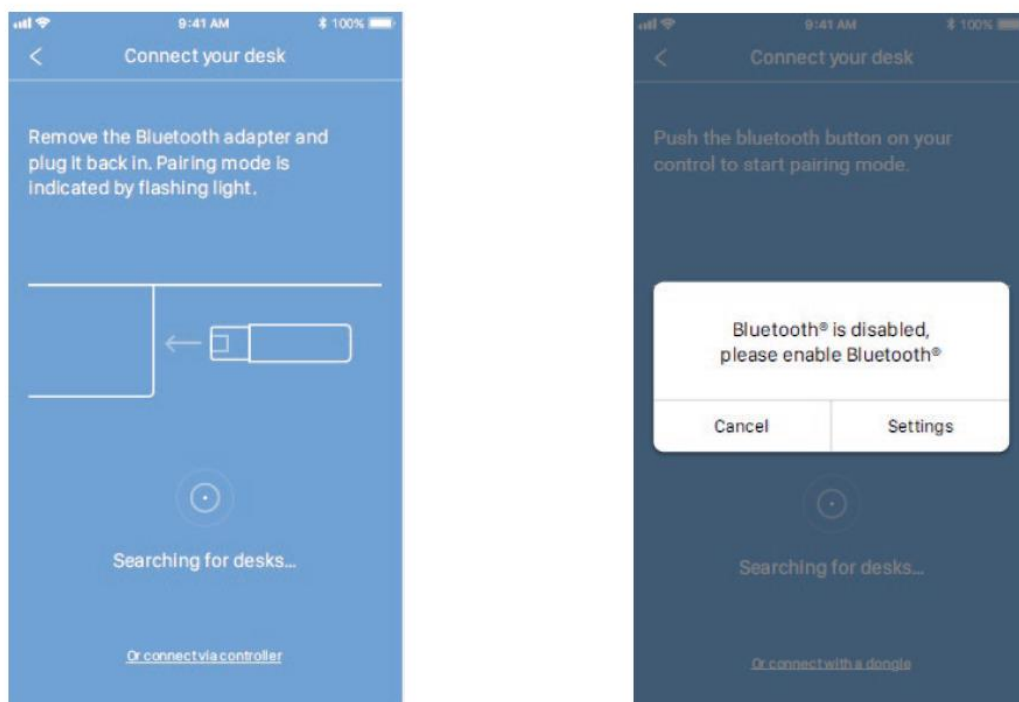 9:41 AM
100%
Connect your desk
Remove the Bluetooth adapter and
plug it back in. Pairing mode is
indicated by flashing light.
Searching for desks...
Or connect via controller
9:41 AM
100%
Connect your desk
Push the bluetooth button on your
control to start pairing mode.
Bluetooth® is disabled,
please enable Bluetooth®
Cancel
Settings
Searching for desks...
Or connect with a dongle